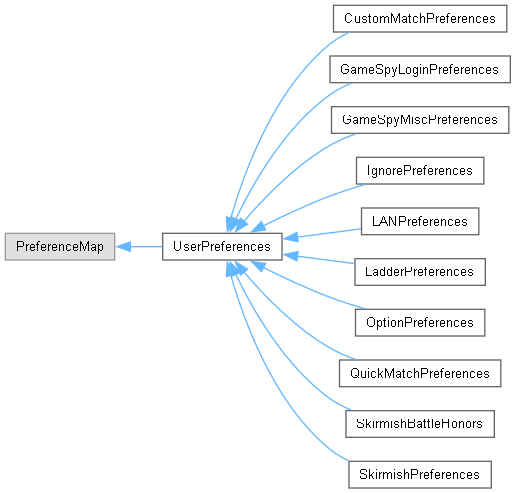 CustomMatchPreferences
GameSpyLoginPreferences
GameSpyMiscPreferences
IgnorePreferences
LANPreferences
PreferenceMap
UserPreferences
LadderPreferences
OptionPreferences
QuickMatchPreferences
SkirmishBattleHonors
SkirmishPreferences